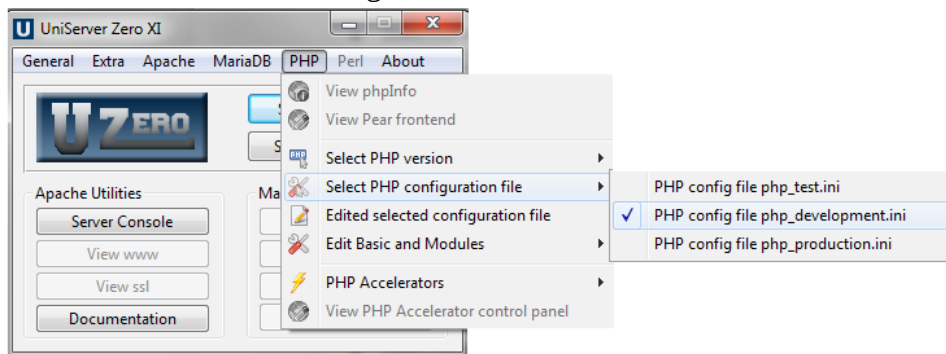 UniServer Zero XI
General Extra Apache MariaDB PHP Perl About
U ZERO
View phpInfo
View Pear frontend
Select PHP version
Select PHP configuration file
Edited selected configuration file
Edit Basic and Modules
PHP Accelerators
View PHP Accelerator control panel
PHP config file php_test.ini
PHP config file php_development.ini
PHP config file php_production.ini
Apache Utilities
Server Console
View www
View ssl
Documentation
Ma